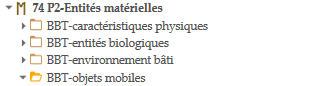 74 P2-Entités matérielles
BBT-caractéristiques physiques
BBT-entités biologiques
BBT-environnement bâti
BBT-objets mobiles